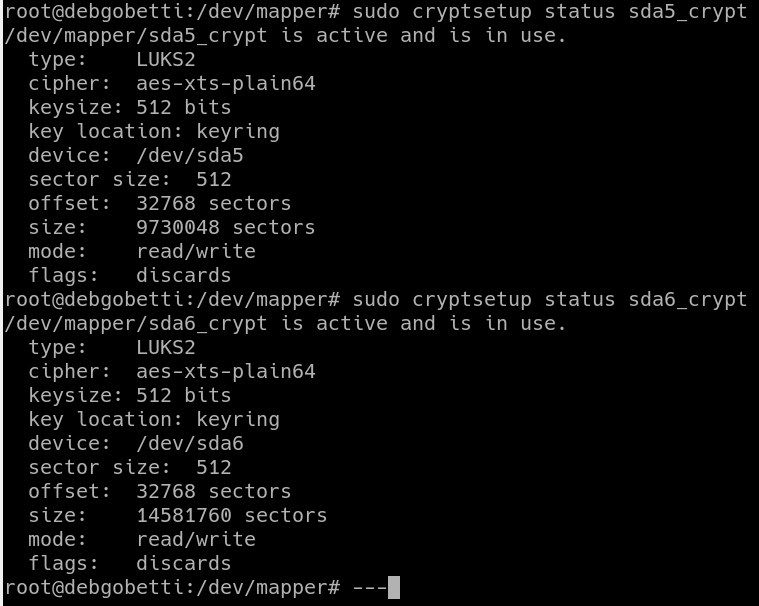 root@debgobetti:/dev/mapper# sudo cryptsetup status sda5_crypt
/dev/mapper/sda5_crypt is active and is in use.
  type:    LUKS2
  cipher:  aes-xts-plain64
  keysize: 512 bits
  key location: keyring
  device:  /dev/sda5
  sector size:  512
  offset:  32768 sectors
  size:    9730048 sectors
  mode:    read/write
  flags:   discards
root@debgobetti:/dev/mapper# sudo cryptsetup status sda6_crypt
/dev/mapper/sda6_crypt is active and is in use.
  type:    LUKS2
  cipher:  aes-xts-plain64
  keysize: 512 bits
  key location: keyring
  device:  /dev/sda6
  sector size:  512
  offset:  32768 sectors
  size:    14581760 sectors
  mode:    read/write
  flags:   discards
root@debgobetti:/dev/mapper# ---